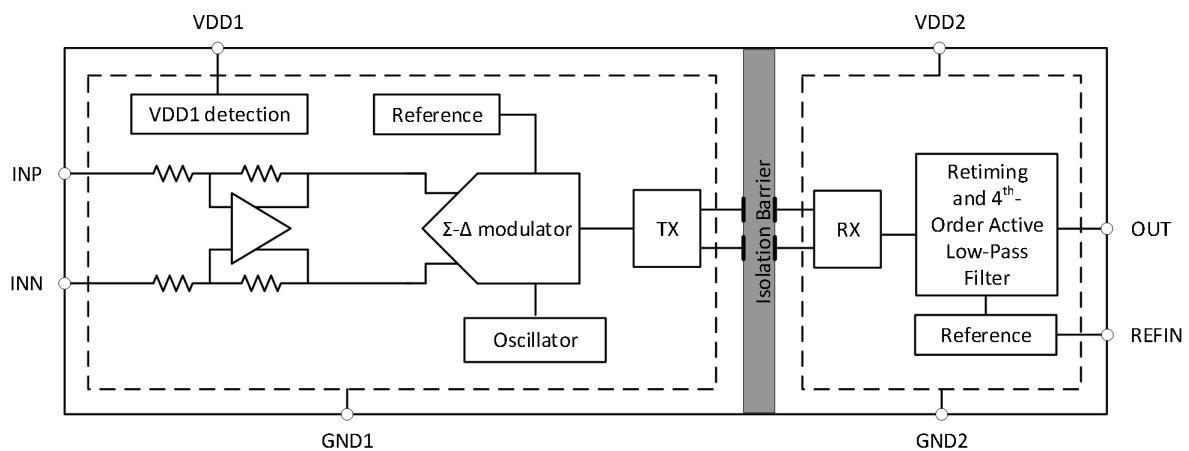 VDD1
VDD2
VDD1 detection
Reference
INP
INN
Σ-Δ modulator
Oscillator
TX
Isolation Barrier
RX
Retiming
and 4th-
Order Active
Low-Pass
Filter
Reference
OUT
REFIN
GND1
GND2